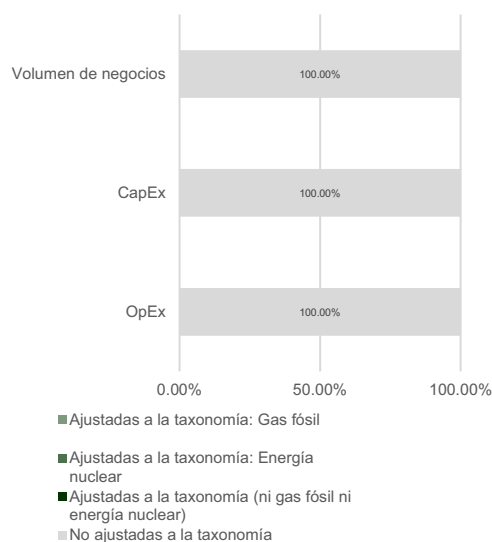 Volumen de negocios
100.00%
CapEx
100.00%
OpEx
100.00%
0.00% 50.00% 100.00%
Ajustadas a la taxonomía: Gas fósil
Ajustadas a la taxonomía: Energía
nuclear
Ajustadas a la taxonomía (ni gas fósil ni
energía nuclear)
No ajustadas a la taxonomía